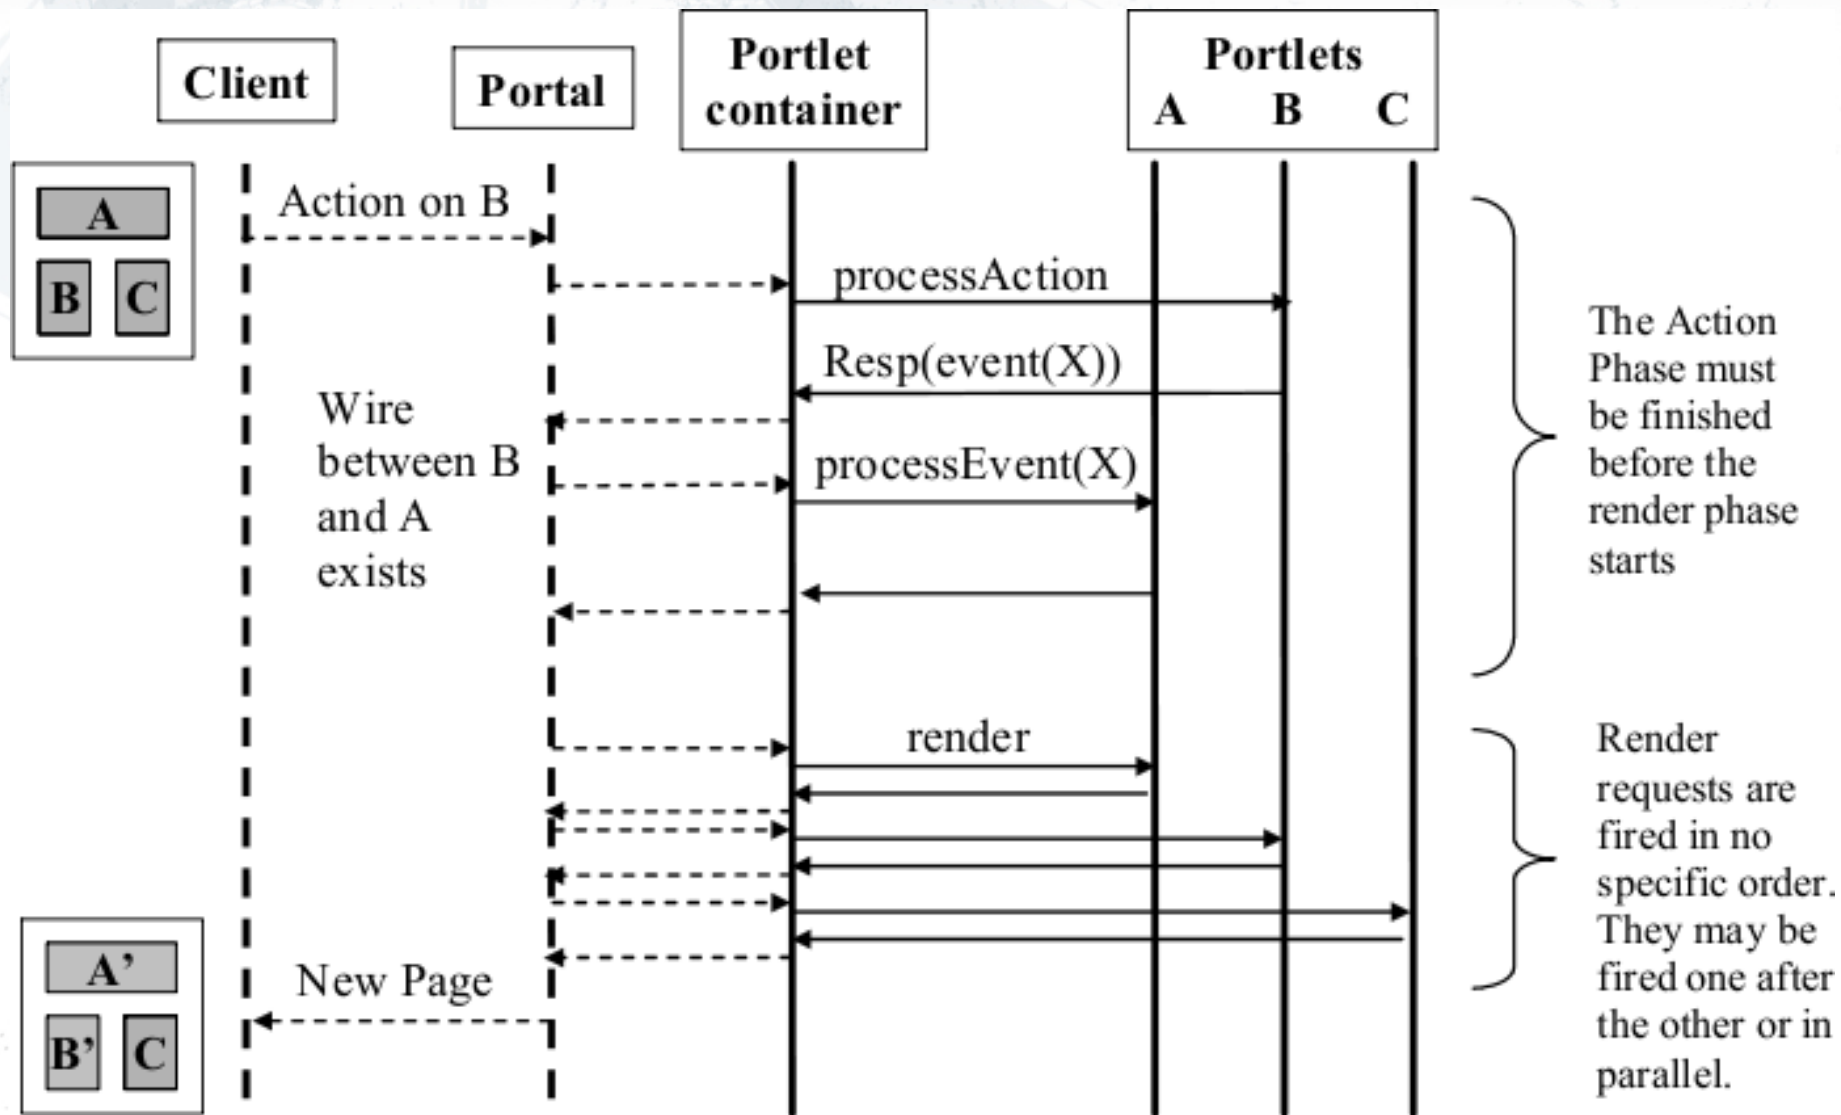 Client
Portal
Portlet
container
Portlets
A B C
A
B C
Action on B
processAction
Resp(event(X))
Wire
between B
and A
exists
processEvent(X)
The Action
Phase must
be finished
before the
render phase
starts
render
Render
requests are
fired in no
specific order.
They may be
fired one after
the other or in
parallel.
A’
B’ C
New Page